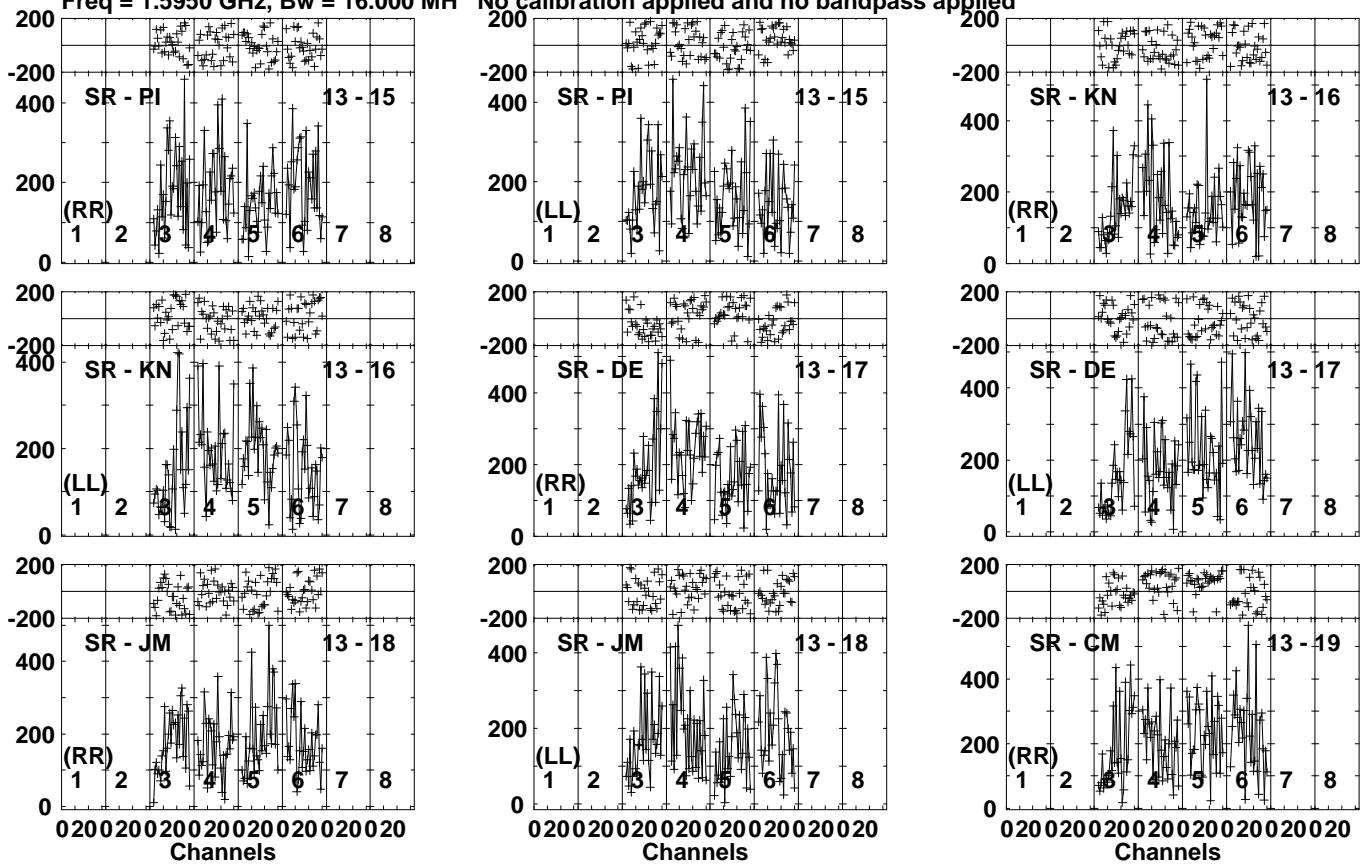 Freq = 1.5950 GHz, Bw = 16.000 MH No calibration applied and no bandpass applied
200 200 200
-200 -200 -200
SR - PI 13 - 15 SR - PI 13 - 15 SR - KN 13 - 16
400 400 400
200 200 200
(RR) (LL) (RR)
1 2 3 4 5 6 7 8 1 2 3 4 5 6 7 8 1 2 3 4 5 6 7 8
0 0 0
200 200 200
-200 -200 -200
SR - KN 13 - 16 SR - DE 13 - 17 SR - DE 13 - 17
400 400 400
200 200 200
(LL) (RR) (LL)
1 2 3 4 5 6 7 8 1 2 3 4 5 6 7 8 1 2 3 4 5 6 7 8
0 0 0
200 200 200
-200 -200 -200
SR - JM 13 - 18 SR - JM 13 - 18 SR - CM 13 - 19
400 400 400
200 200 200
(RR) (LL) (RR)
1 2 3 4 5 6 7 8 1 2 3 4 5 6 7 8 1 2 3 4 5 6 7 8
0 0 0
0 20 0 20 0 20 0 20 0 20 0 20 0 20 0 20 0 20 0 20 0 20 0 20 0 20 0 20 0 20 0 20 0 20 0 20 0 20 0 20 0 20 0 20 0 20 0 20
Channels Channels Channels